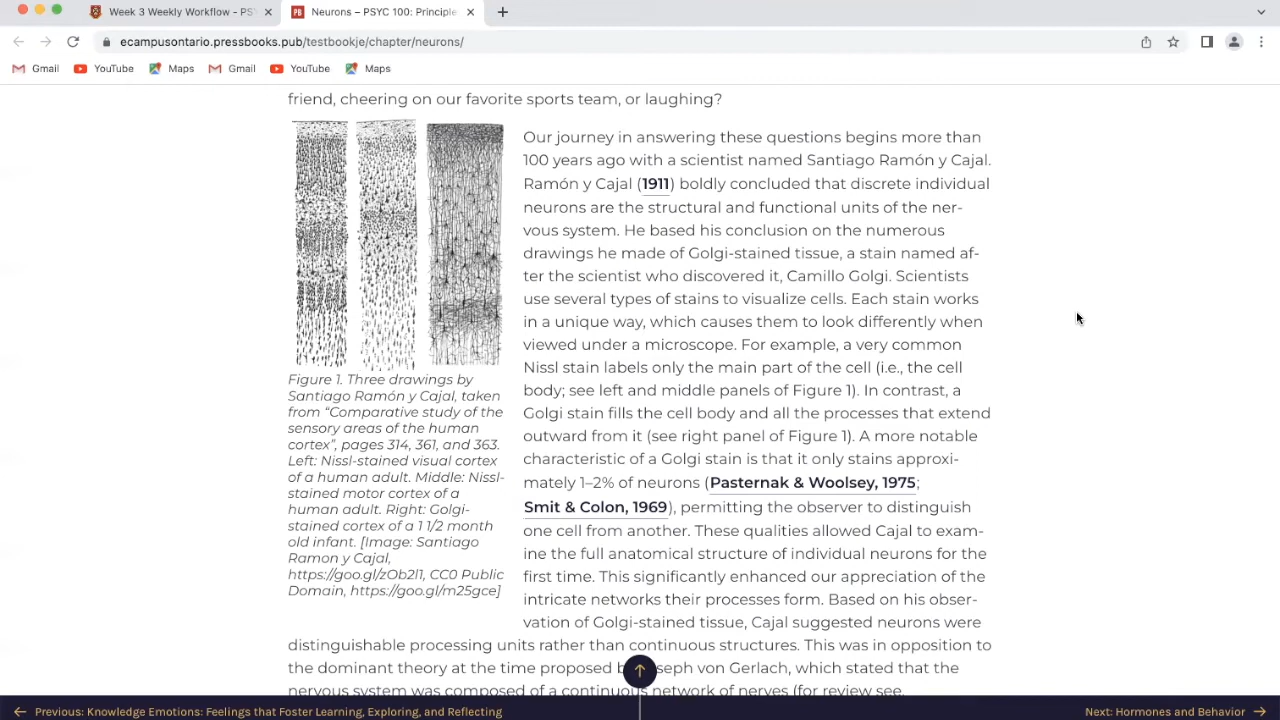 Week 3 Weekly Workflow - PS
Neurons – PSYC 100: Principle
ecampusontario.pressbooks.pub/testbookje/chapter/neurons/
Gmail YouTube Maps Gmail YouTube Maps
friend, cheering on our favorite sports team, or laughing?
Figure 1. Three drawings by
Santiago Ramón y Cajal, taken
from “Comparative study of the
sensory areas of the human
cortex”, pages 314, 361, and 363.
Left: Nissl-stained visual cortex
of a human adult. Middle: Nissl-
stained motor cortex of a
human adult. Right: Golgi-
stained cortex of a 1 1/2 month
old infant. [Image: Santiago
Ramon y Cajal,
https://goo.gl/zOb2l1, CC0 Public
Domain, https://goo.gl/m25gce]
Our journey in answering these questions begins more than
100 years ago with a scientist named Santiago Ramón y Cajal.
Ramón y Cajal (1911) boldly concluded that discrete individual
neurons are the structural and functional units of the ner-
vous system. He based his conclusion on the numerous
drawings he made of Golgi-stained tissue, a stain named af-
ter the scientist who discovered it, Camillo Golgi. Scientists
use several types of stains to visualize cells. Each stain works
in a unique way, which causes them to look differently when
viewed under a microscope. For example, a very common
Nissl stain labels only the main part of the cell (i.e., the cell
body; see left and middle panels of Figure 1). In contrast, a
Golgi stain fills the cell body and all the processes that extend
outward from it (see right panel of Figure 1). A more notable
characteristic of a Golgi stain is that it only stains approxi-
mately 1–2% of neurons (Pasternak & Woolsey, 1975;
Smit & Colon, 1969), permitting the observer to distinguish
one cell from another. These qualities allowed Cajal to exam-
ine the full anatomical structure of individual neurons for the
first time. This significantly enhanced our appreciation of the
intricate networks their processes form. Based on his obser-
vation of Golgi-stained tissue, Cajal suggested neurons were
distinguishable processing units rather than continuous structures. This was in opposition to
the dominant theory at the time proposed b seph von Gerlach, which stated that the
nervous system was composed of a continuous network of nerves (for review see,
Previous: Knowledge Emotions: Feelings that Foster Learning, Exploring, and Reflecting
Next: Hormones and Behavior